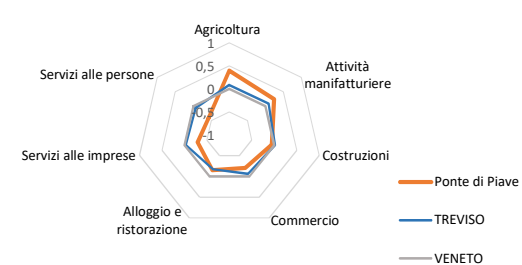 Agricoltura
1
0,5
0
-0,5
-1
Attività
manifatturiere
Costruzioni
Commercio
Alloggio e
ristorazione
Servizi alle imprese
Servizi alle persone
Ponte di Piave
TREVISO
VENETO